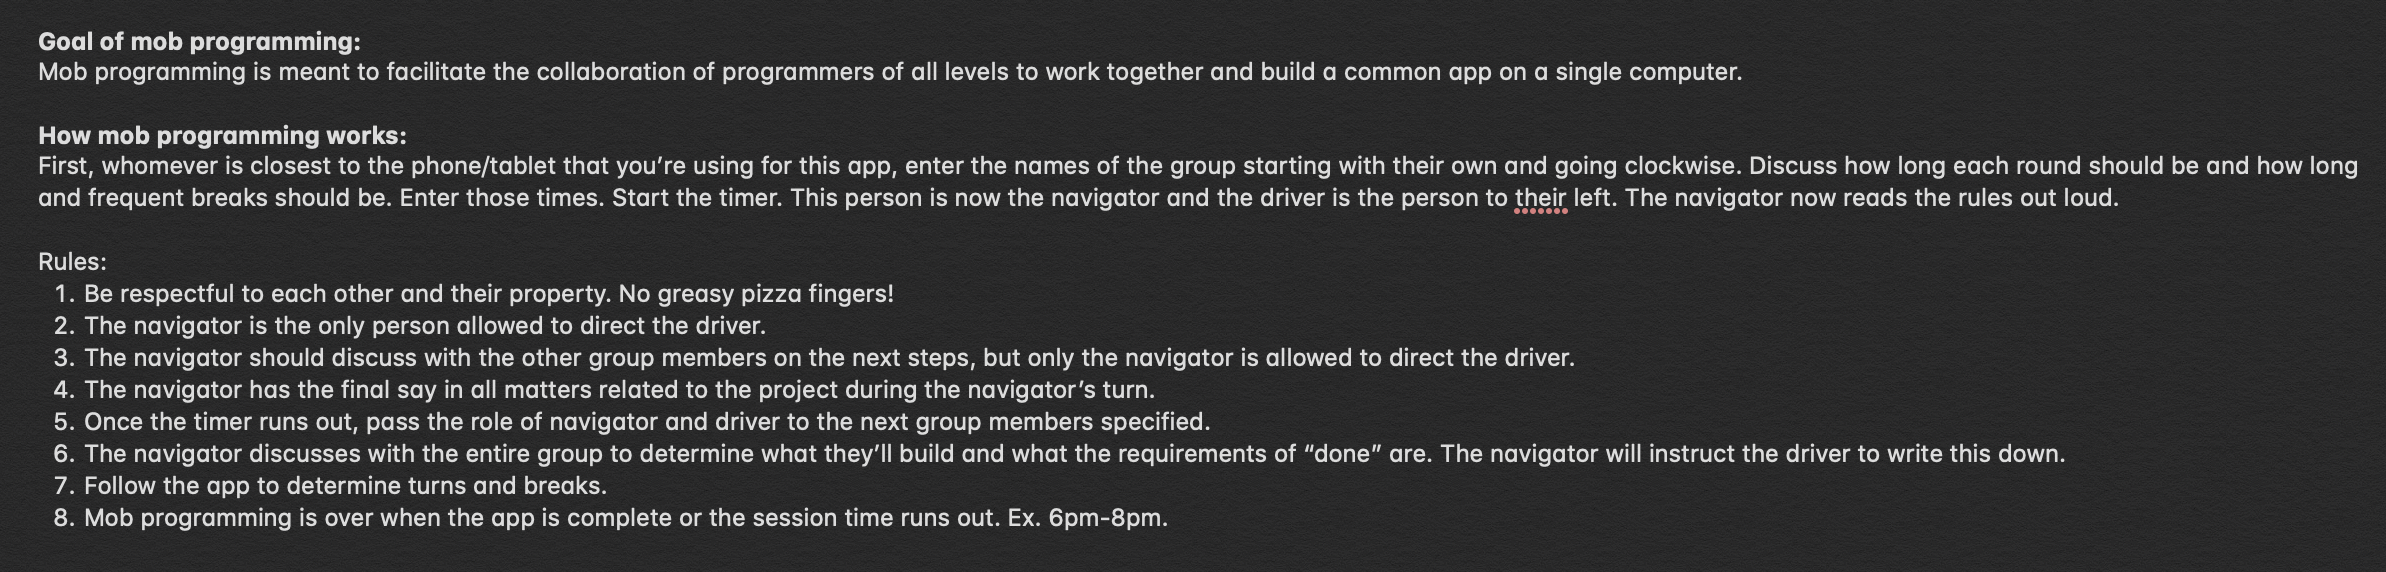 Goal of mob programming:
Mob programming is meant to facilitate the collaboration of programmers of all levels to work together and build a common app on a single computer.
How mob programming works:
First, whomever is closest to the phone/tablet that you’re using for this app, enter the names of the group starting with their own and going clockwise. Discuss how long each round should be and how long
and frequent breaks should be. Enter those times. Start the timer. This person is now the navigator and the driver is the person to their left. The navigator now reads the rules out loud.
Rules:
1. Be respectful to each other and their property. No greasy pizza fingers!
2. The navigator is the only person allowed to direct the driver.
3. The navigator should discuss with the other group members on the next steps, but only the navigator is allowed to direct the driver.
4. The navigator has the final say in all matters related to the project during the navigator’s turn.
5. Once the timer runs out, pass the role of navigator and driver to the next group members specified.
6. The navigator discusses with the entire group to determine what they’ll build and what the requirements of “done” are. The navigator will instruct the driver to write this down.
7. Follow the app to determine turns and breaks.
8. Mob programming is over when the app is complete or the session time runs out. Ex. 6pm-8pm.